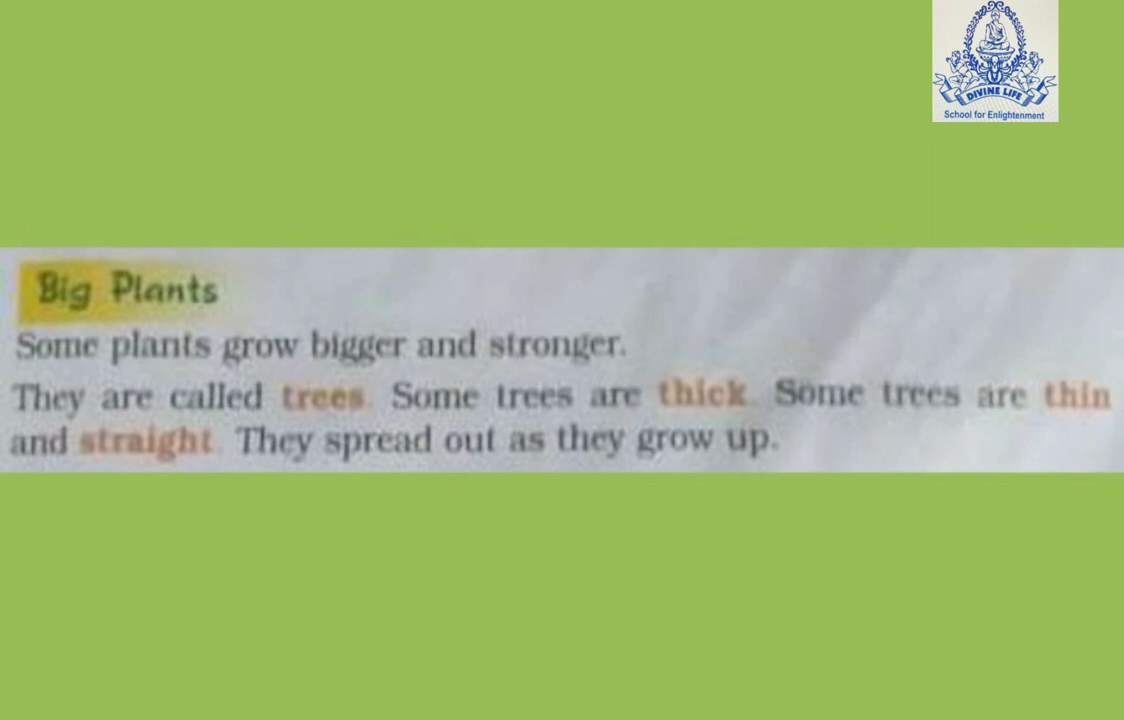 DIVINE LIFE
School for Enlightenment
Big Plants
Some plants grow bigger and stronger.
They are called trees. Some trees are thick. Some trees are thin
and straight. They spread out as they grow up.